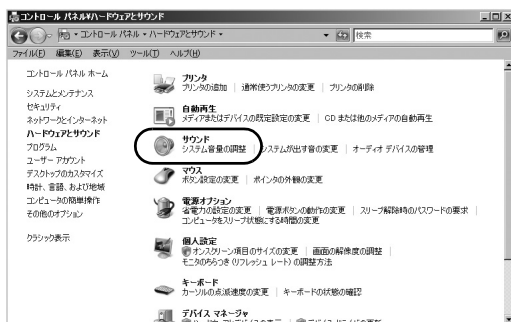 コントロール パネル¥ハードウェアとサウンド
コントロール パネル ▸ ハードウェアとサウンド
検索
ファイル(F) 編集(E) 表示(V) ツール(T) ヘルプ(H)
コントロール パネル ホーム
システムとメンテナンス
セキュリティ
ネットワークとインターネット
ハードウェアとサウンド
プログラム
ユーザー アカウント
デスクトップのカスタマイズ
時計、言語、および地域
コンピュータの簡単操作
その他のオプション
クラシック表示
プリンタ
プリンタの追加 | 通常使うプリンタの変更 | プリンタの削除
自動再生
メディアまたはデバイスの既定設定の変更 | CD または他のメディアの自動再生
サウンド
システム音量の調整 | システムが出す音の変更 | オーディオ デバイスの管理
マウス
ボタン設定の変更 | ポインタの外観の変更
電源オプション
省電力の設定の変更 | 電源ボタンの動作の変更 | スリープ解除時のパスワードの要求 |
コンピュータをスリープ状態にする時間の変更
個人設定
オンスクリーン項目のサイズの変更 | 画面の解像度の調整 |
モニタのちらつき (リフレッシュ レート) の調整方法
キーボード
カーソルの点滅速度の変更 | キーボードの状態の確認
デバイス マネージャ